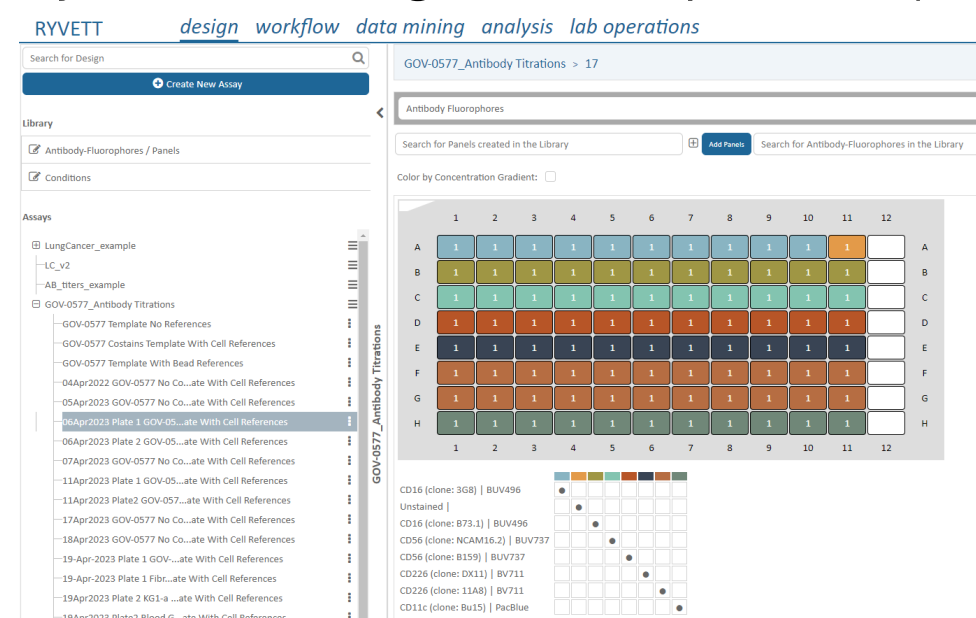 RYVETT
design workflow data mining analysis lab operations
Search for Design
Create New Assay
Library
Antibody-Fluorophores / Panels
Conditions
Assays
LungCancer_example
LC_v2
AB_titers_example
GOV-0577_Antibody Titrations
GOV-0577 Template No References
GOV-0577 Costains Template With Cell References
GOV-0577 Template With Bead References
04Apr2022 GOV-0577 No Co...ate With Cell References
05Apr2023 GOV-0577 No Co...ate With Cell References
06Apr2023 Plate 1 GOV-05...ate With Cell References
06Apr2023 Plate 2 GOV-05...ate With Cell References
07Apr2023 GOV-0577 No Co...ate With Cell References
11Apr2023 Plate 1 GOV-05...ate With Cell References
11Apr2023 Plate2 GOV-057...ate With Cell References
17Apr2023 GOV-0577 No Co...ate With Cell References
18Apr2023 GOV-0577 No Co...ate With Cell References
19-Apr-2023 Plate 1 GOV-...ate With Cell References
19-Apr-2023 Plate 1 Fibr...ate With Cell References
19Apr2023 Plate 2 KG1-a ...ate With Cell References
GOV-0577_Antibody Titrations
GOV-0577_Antibody Titrations > 17
Antibody Fluorophores
Search for Panels created in the Library
Add Panels
Search for Antibody-Fluorophores in the Library
Color by Concentration Gradient:
1 2 3 4 5 6 7 8 9 10 11 12
A 1 1 1 1 1 1 1 1 1 1 1 A
B 1 1 1 1 1 1 1 1 1 1 1 B
C 1 1 1 1 1 1 1 1 1 1 1 C
D 1 1 1 1 1 1 1 1 1 1 1 D
E 1 1 1 1 1 1 1 1 1 1 1 E
F 1 1 1 1 1 1 1 1 1 1 1 F
G 1 1 1 1 1 1 1 1 1 1 1 G
H 1 1 1 1 1 1 1 1 1 1 1 H
1 2 3 4 5 6 7 8 9 10 11 12
CD16 (clone: 3G8) | BUV496
Unstained |
CD16 (clone: B73.1) | BUV496
CD56 (clone: NCAM16.2) | BUV737
CD56 (clone: B159) | BUV737
CD226 (clone: DX11) | BV711
CD226 (clone: 11A8) | BV711
CD11c (clone: Bu15) | PacBlue